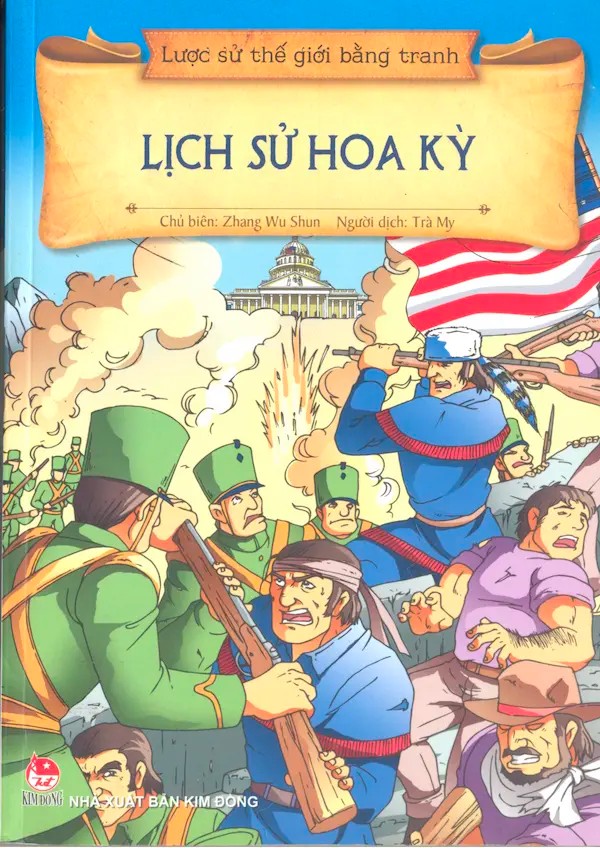 Lược sử thế giới bằng tranh
LỊCH SỬ HOA KỲ
Chủ biên: Zhang Wu Shun Người dịch: Trà My
KIM ĐỒNG
NHÀ XUẤT BẢN KIM ĐỒNG